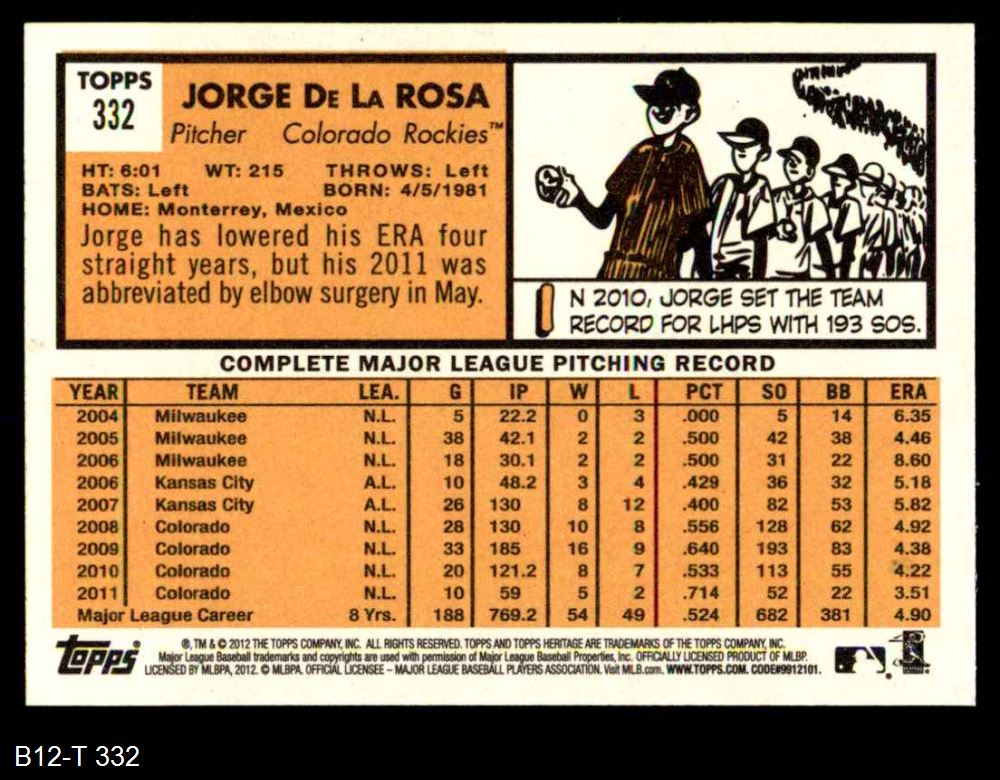 TOPPS
332
JORGE DE LA ROSA
Pitcher Colorado Rockies™
HT: 6:01 WT: 215 THROWS: Left
BATS: Left BORN: 4/5/1981
HOME: Monterrey, Mexico
Jorge has lowered his ERA four
straight years, but his 2011 was
abbreviated by elbow surgery in May.
IN 2010, JORGE SET THE TEAM
RECORD FOR LHPS WITH 193 SOS.
COMPLETE MAJOR LEAGUE PITCHING RECORD
YEAR TEAM LEA. G IP W L PCT SO BB ERA
2004 Milwaukee N.L. 5 22.2 0 3 .000 5 14 6.35
2005 Milwaukee N.L. 38 42.1 2 2 .500 42 38 4.46
2006 Milwaukee N.L. 18 30.1 2 2 .500 31 22 8.60
2006 Kansas City A.L. 10 48.2 3 4 .429 36 32 5.18
2007 Kansas City A.L. 26 130 8 12 .400 82 53 5.82
2008 Colorado N.L. 28 130 10 8 .556 128 62 4.92
2009 Colorado N.L. 33 185 16 9 .640 193 83 4.38
2010 Colorado N.L. 20 121.2 8 7 .533 113 55 4.22
2011 Colorado N.L. 10 59 5 2 .714 52 22 3.51
Major League Career 8 Yrs. 188 769.2 54 49 .524 682 381 4.90
TOPPS
®, TM & © 2012 THE TOPPS COMPANY, INC. ALL RIGHTS RESERVED. TOPPS AND TOPPS HERITAGE ARE TRADEMARKS OF THE TOPPS COMPANY, INC.
Major League Baseball trademarks and copyrights are used with permission of Major League Baseball Properties, Inc. OFFICIALLY LICENSED PRODUCT OF MLBP.
LICENSED BY MLBPA, 2012. © MLBPA. OFFICIAL LICENSEE – MAJOR LEAGUE BASEBALL PLAYERS ASSOCIATION. Visit MLB.com. WWW.TOPPS.COM. CODE#9912101.
B12-T 332